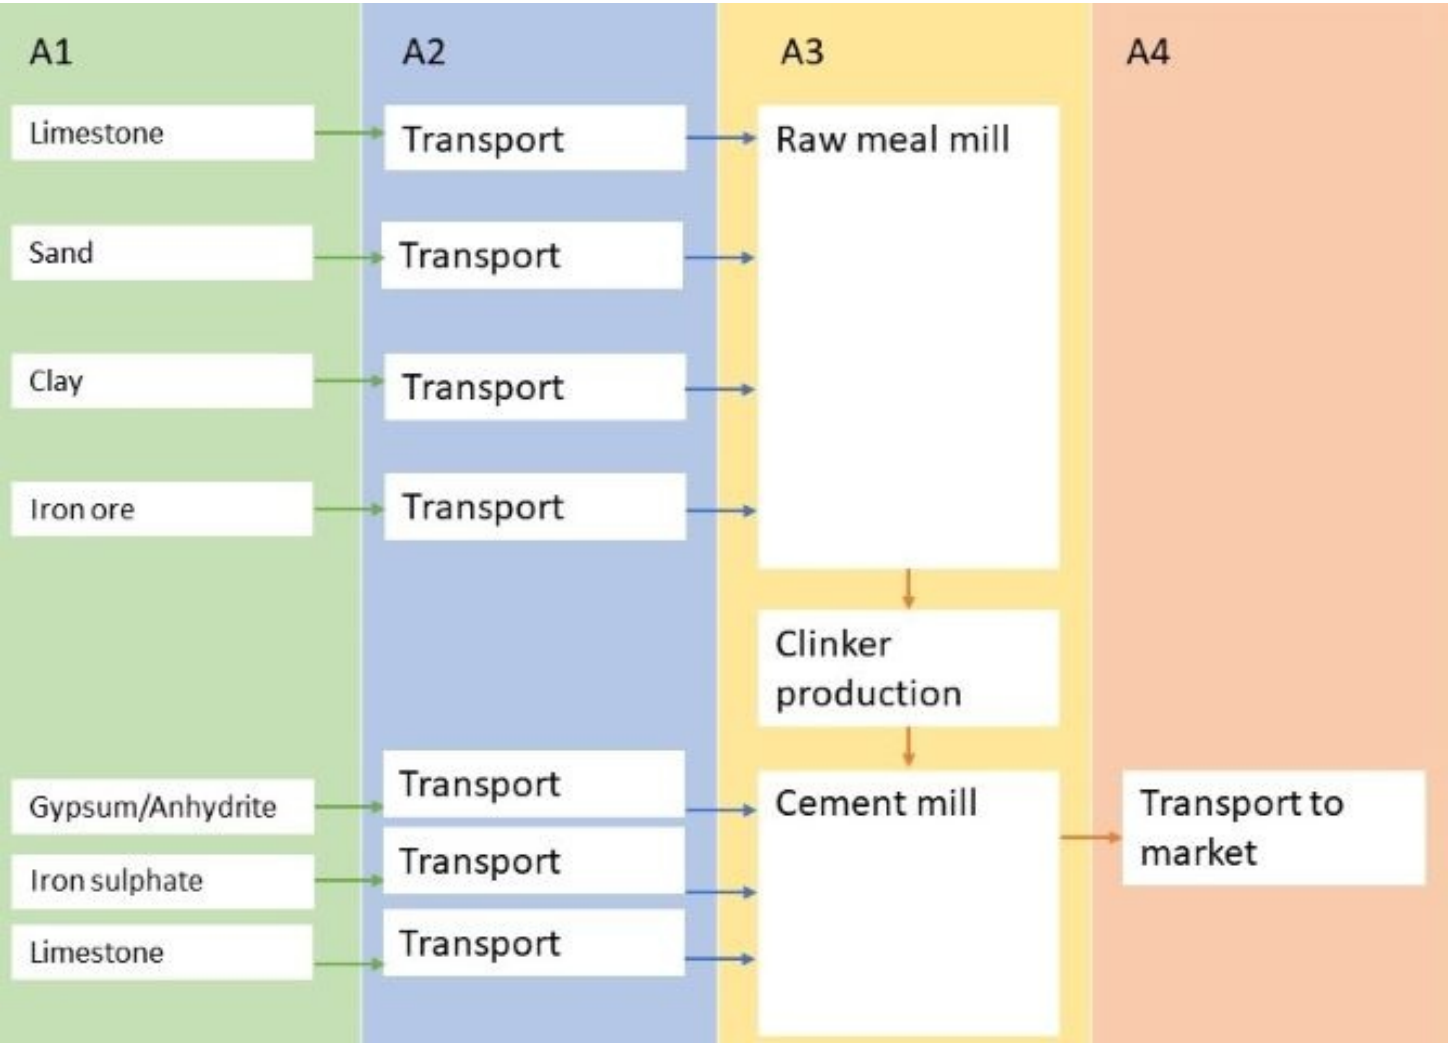 A1
A2
A3
A4
Limestone
Transport
Raw meal mill
Sand
Transport
Clay
Transport
Iron ore
Transport
Clinker
production
Gypsum/Anhydrite
Transport
Cement mill
Transport to
market
Iron sulphate
Transport
Limestone
Transport